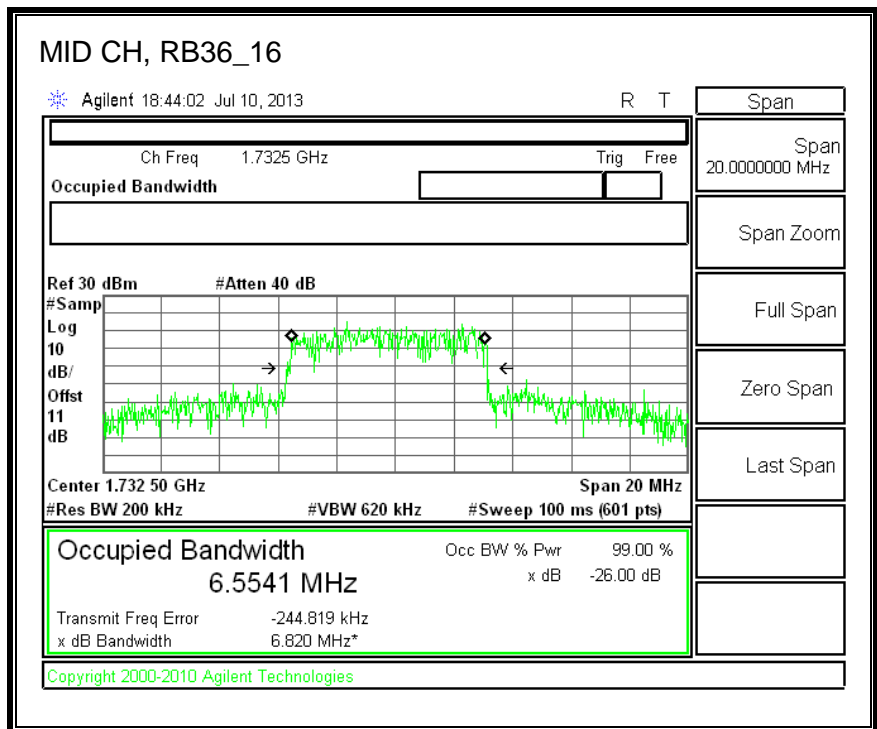 MID CH, RB36_16
Agilent 18:44:02 Jul 10, 2013 R T
Span
Ch Freq 1.7325 GHz Trig Free
Occupied Bandwidth
Span
20.0000000 MHz
Span Zoom
Full Span
Zero Span
Last Span
Ref 30 dBm #Atten 40 dB
#Samp
Log
10
dB/
Offst
11
dB
Center 1.732 50 GHz Span 20 MHz
#Res BW 200 kHz #VBW 620 kHz #Sweep 100 ms (601 pts)
Occupied Bandwidth Occ BW % Pwr 99.00 %
6.5541 MHz x dB -26.00 dB
Transmit Freq Error -244.819 kHz
x dB Bandwidth 6.820 MHz*
Copyright 2000-2010 Agilent Technologies